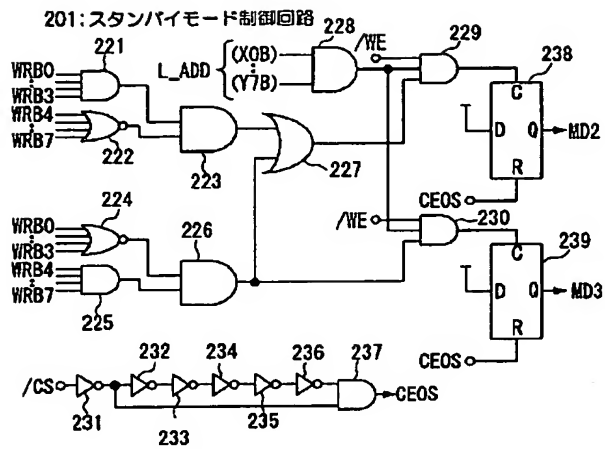 201:スタンバイモード制御回路
221
WRB0
WRB3
WRB4
WRB7
222
223
L_ADD
(X0B)
(Y7B)
228
/WE
229
238
C
D
Q
R
MD2
CEOS
227
224
WRB0
WRB3
WRB4
WRB7
225
226
/WE
230
239
C
D
Q
R
MD3
CEOS
/CS
231
232
233
234
235
236
237
CEOS